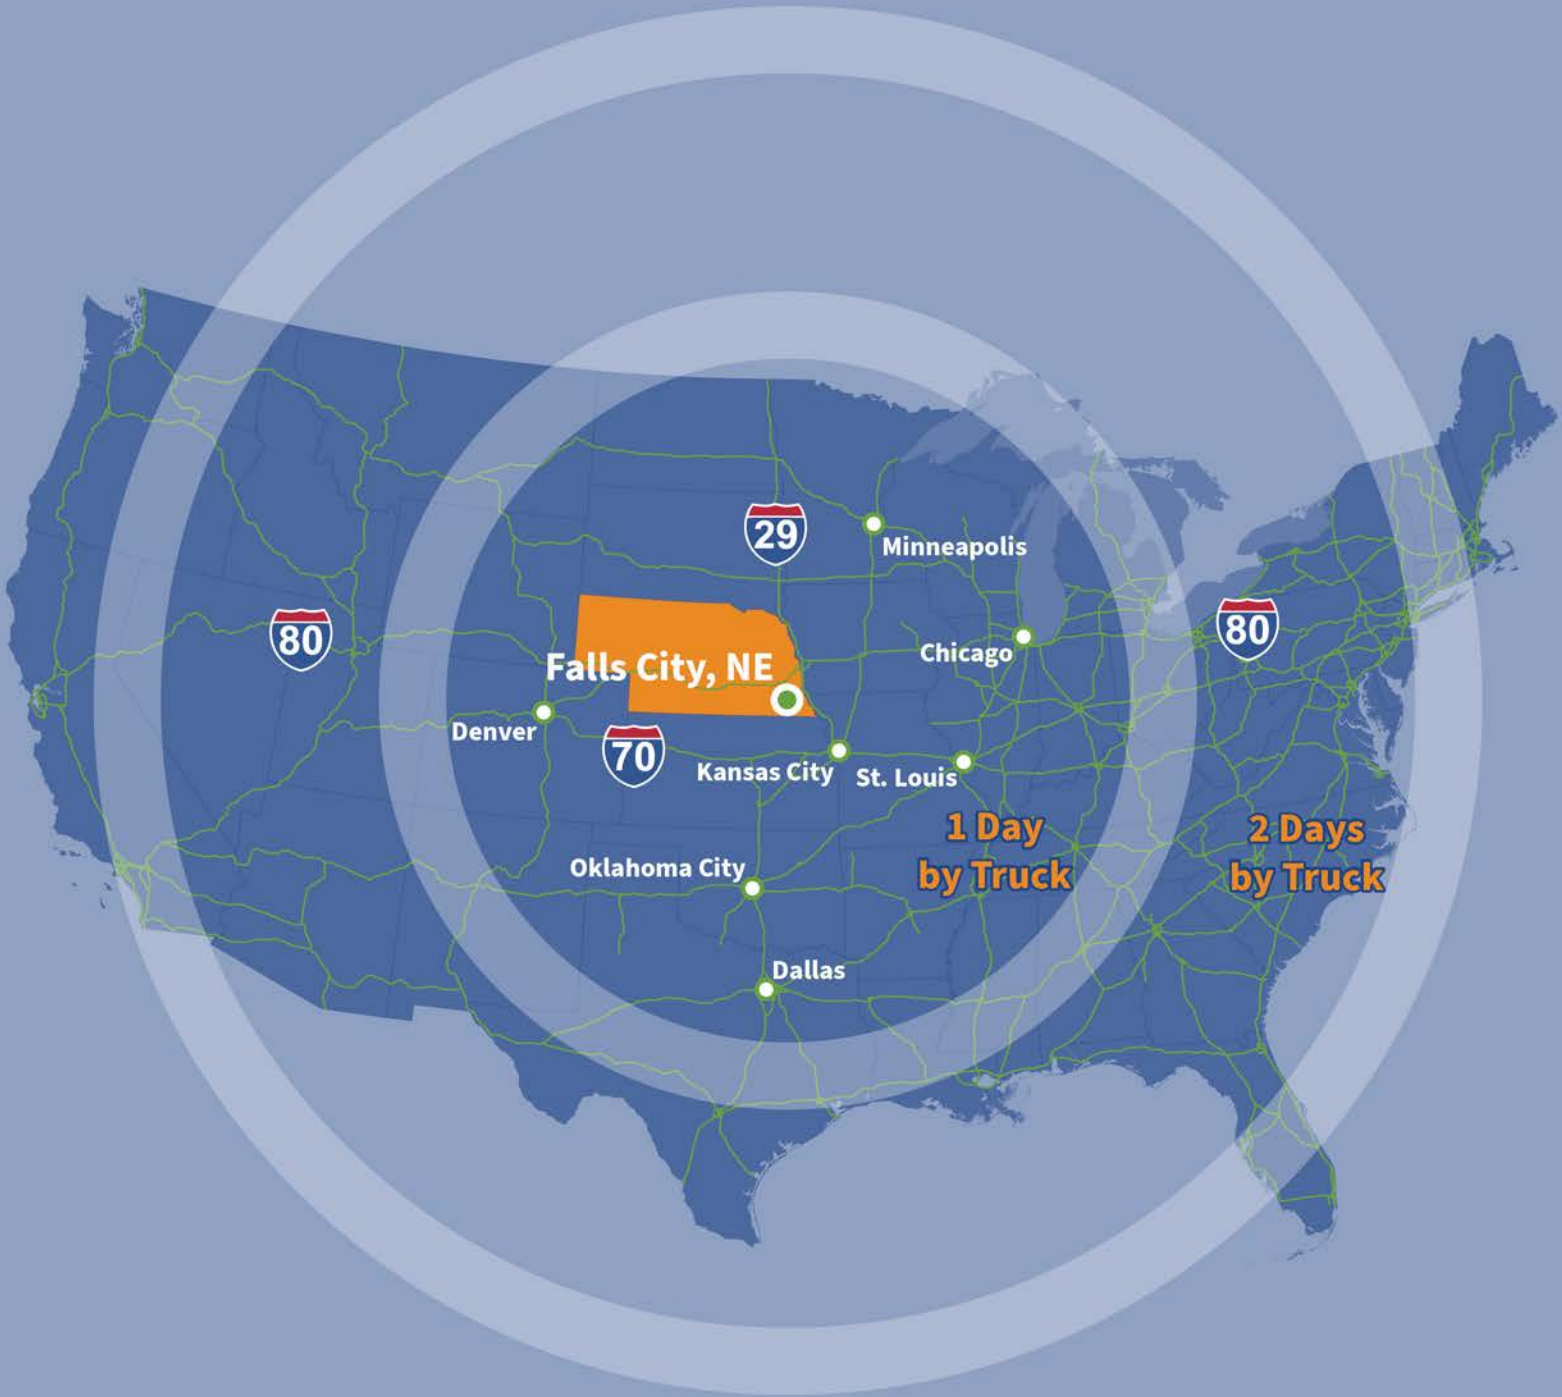 29
Minneapolis
80
80
Chicago
Falls City, NE
Denver
70
Kansas City
St. Louis
1 Day
by Truck
2 Days
by Truck
Oklahoma City
Dallas